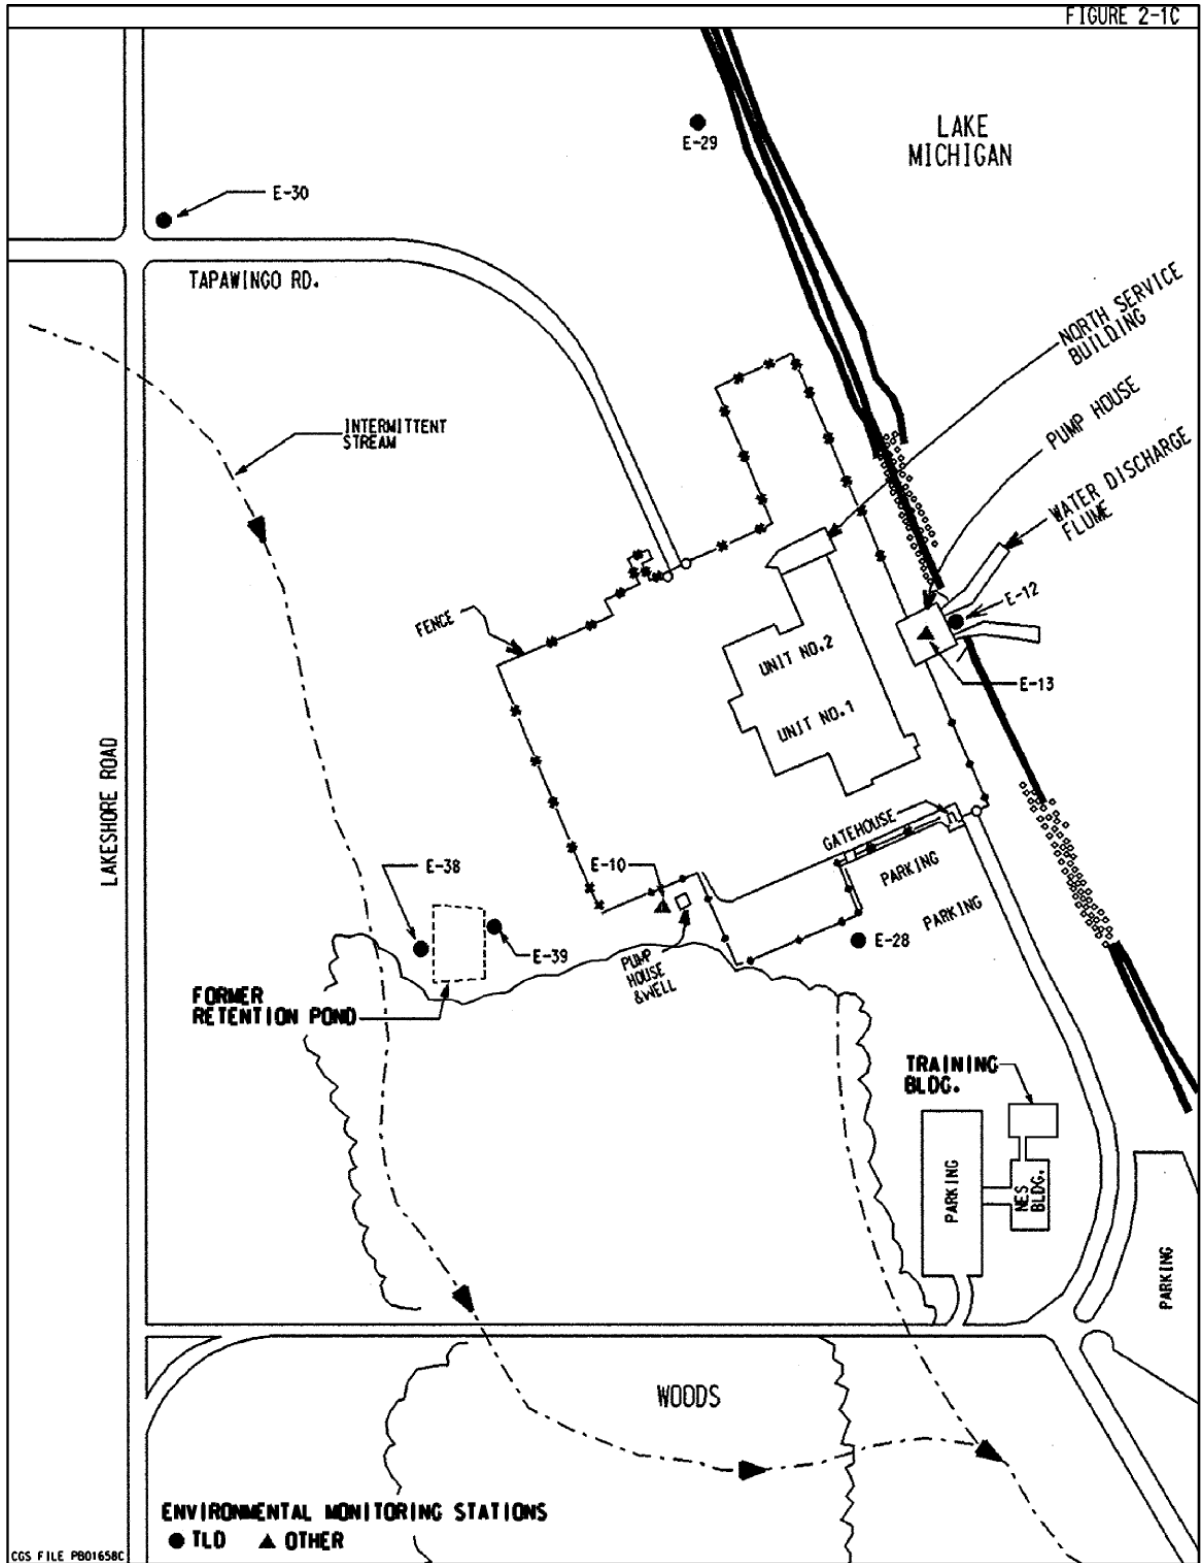 FIGURE 2-1C
LAKE
MICHIGAN
E-29
E-30
TAPAWINGO RD.
NORTH SERVICE
BUILDING
PUMP HOUSE
WATER DISCHARGE
FLUME
INTERMITTENT
STREAM
E-12
FENCE
UNIT NO.2
E-13
UNIT NO.1
LAKESHORE ROAD
GATEHOUSE
E-38
E-10
PARKING
PARKING
E-39
E-28
PUMP
HOUSE
&WELL
FORMER
RETENTION POND
TRAINING
BLDG.
PARKING
NES
BLDG.
PARKING
WOODS
ENVIRONMENTAL MONITORING STATIONS
TLD OTHER
CGS FILE PB01658C